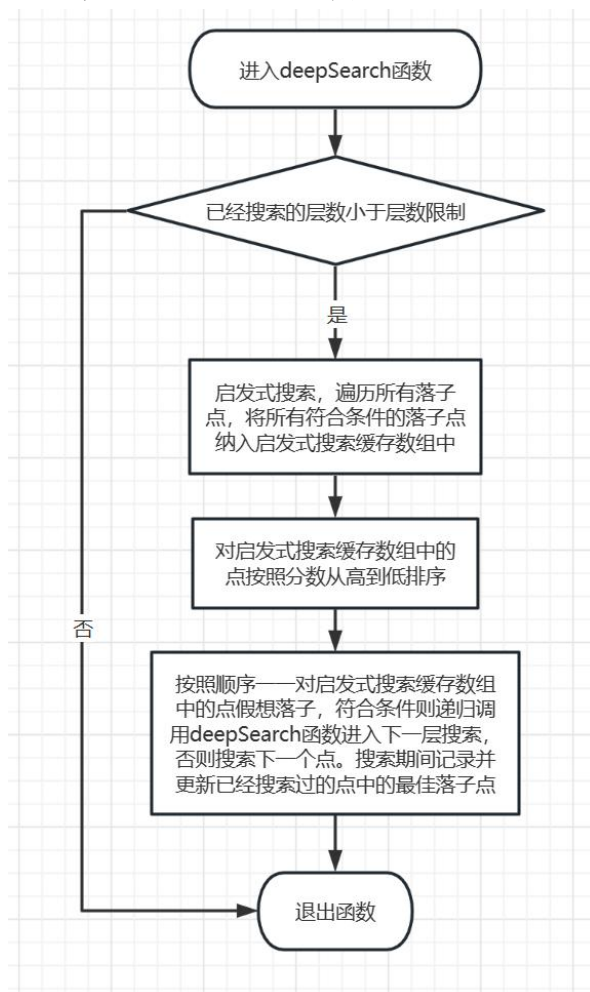 进入deepSearch函数
已经搜索的层数小于层数限制
是
启发式搜索，遍历所有落子
点，将所有符合条件的落子点
纳入启发式搜索缓存数组中
对启发式搜索缓存数组中的
点按照分数从高到低排序
否
按照顺序一一对启发式搜索缓存数组
中的点假想落子，符合条件则递归调
用deepSearch函数进入下一层搜索，
否则搜索下一个点。搜索期间记录并
更新已经搜索过的点中的最佳落子点
退出函数